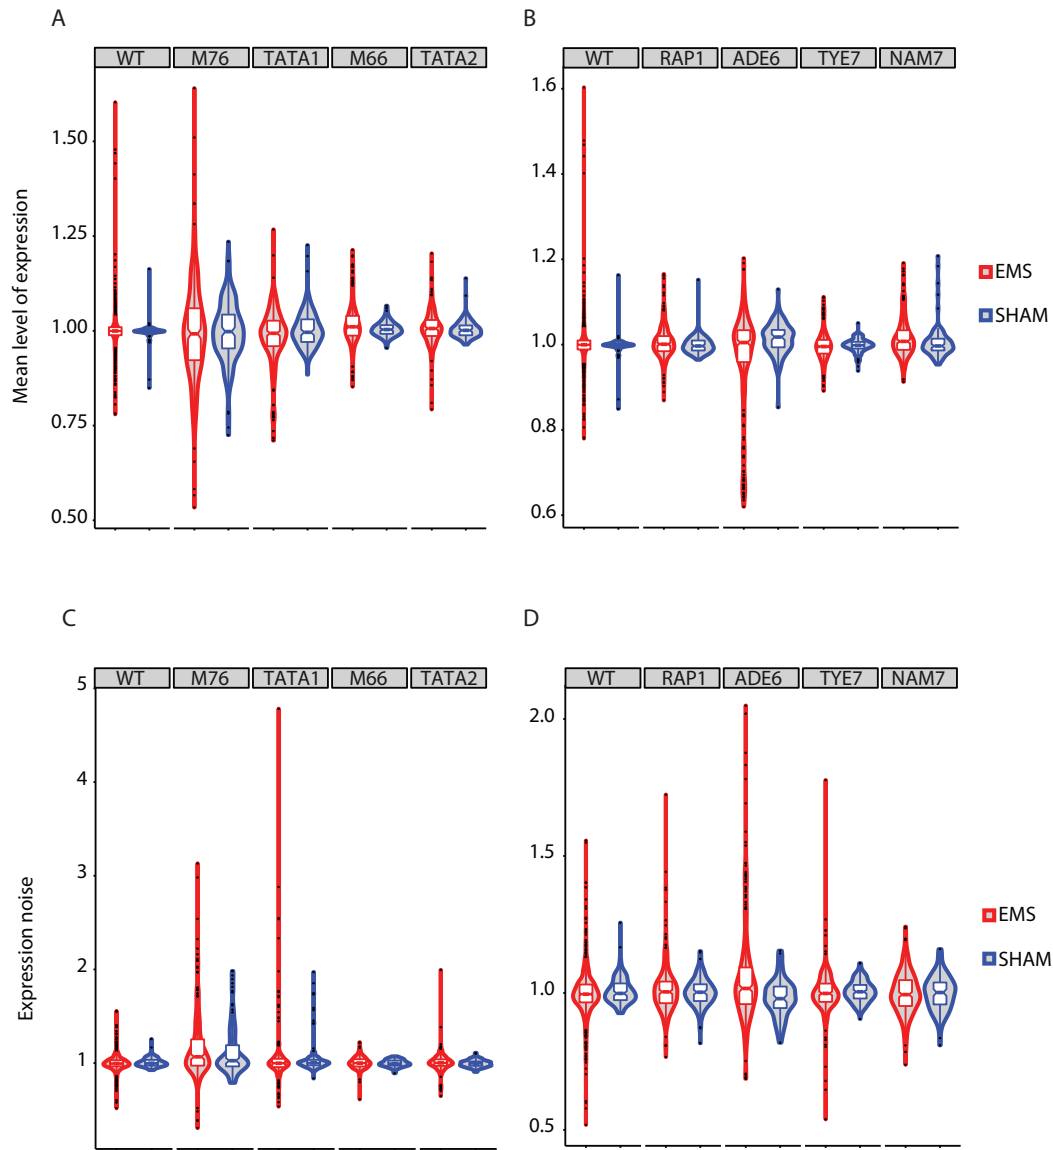 A
B
WT M76 TATA1 M66 TATA2
WT RAP1 ADE6 TYE7 NAM7
Mean level of expression
1.50
1.25
1.00
0.75
0.50
1.6
1.4
1.2
1.0
0.8
0.6
EMS
SHAM
C
D
WT M76 TATA1 M66 TATA2
WT RAP1 ADE6 TYE7 NAM7
Expression noise
5
4
3
2
1
2.0
1.5
1.0
0.5
EMS
SHAM